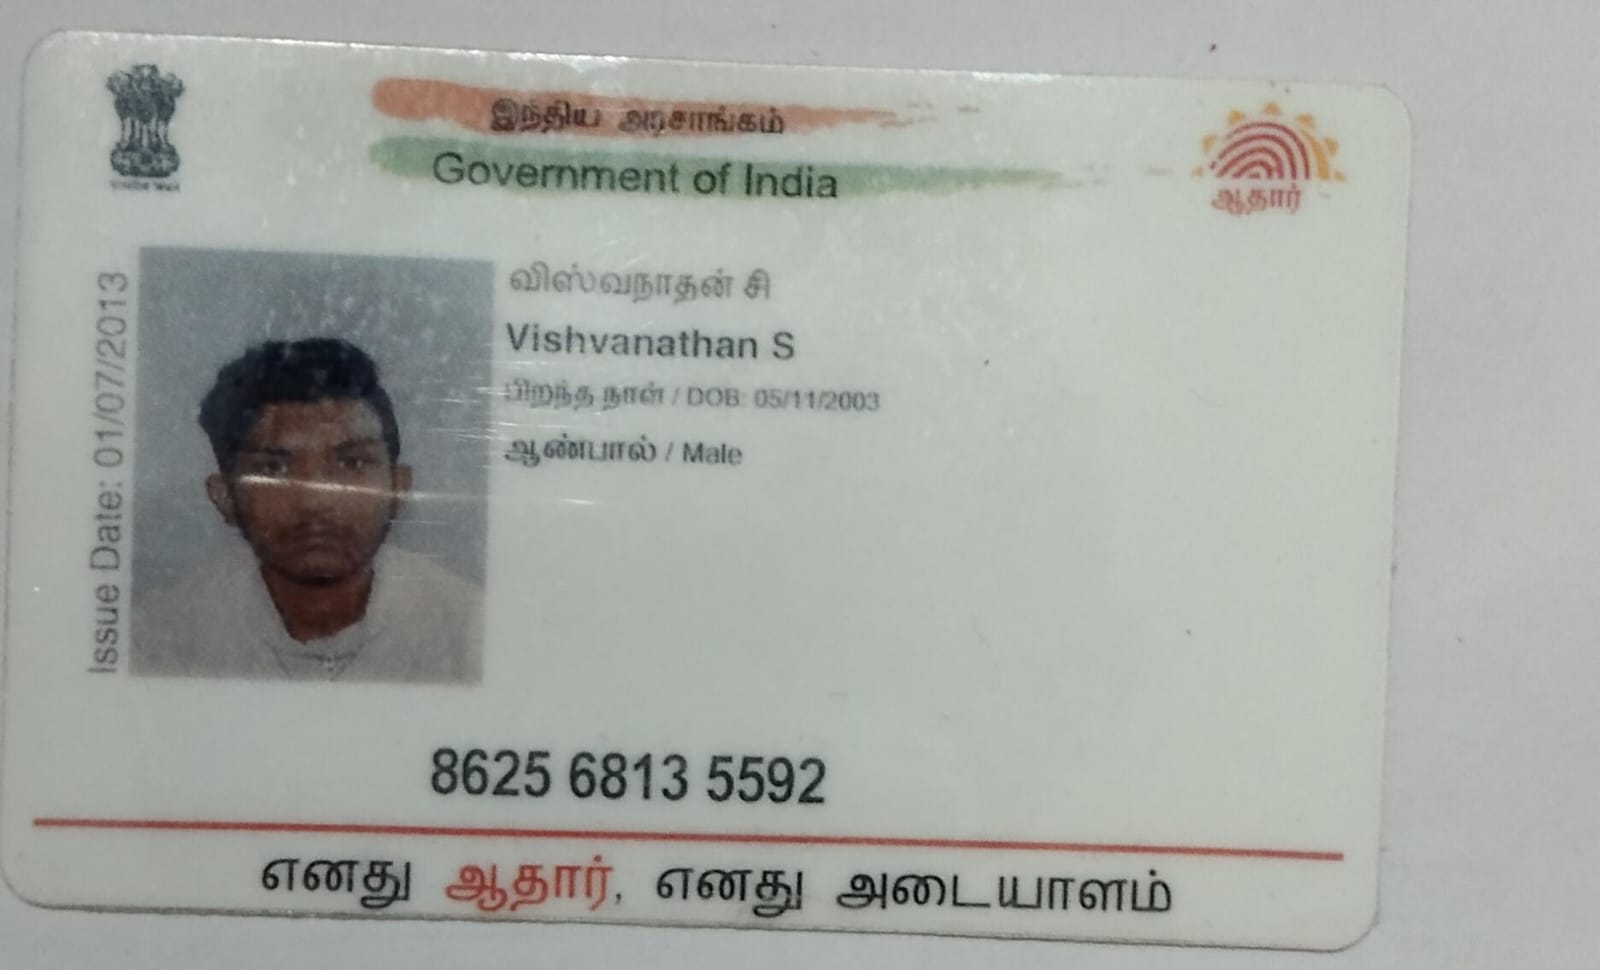 இந்திய அரசாங்கம்
Government of India
ஆதார்
Issue Date: 01/07/2013
விஸ்வநாதன் சி
Vishvanathan S
பிறந்த நாள் / DOB: 05/11/2003
ஆண்பால் / Male
8625 6813 5592
எனது ஆதார், எனது அடையாளம்